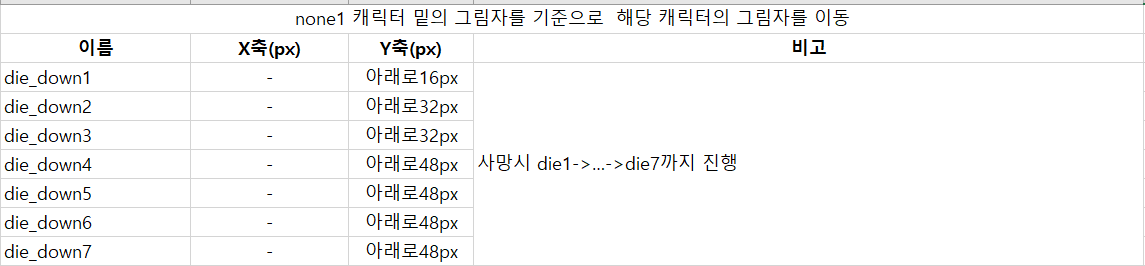 none1 캐릭터 밑의 그림자를 기준으로  해당 캐릭터의 그림자를 이동
이름 X축(px) Y축(px) 비고
die_down1 - 아래로16px
die_down2 - 아래로32px
die_down3 - 아래로32px
die_down4 - 아래로48px 사망시 die1->...->die7까지 진행
die_down5 - 아래로48px
die_down6 - 아래로48px
die_down7 - 아래로48px